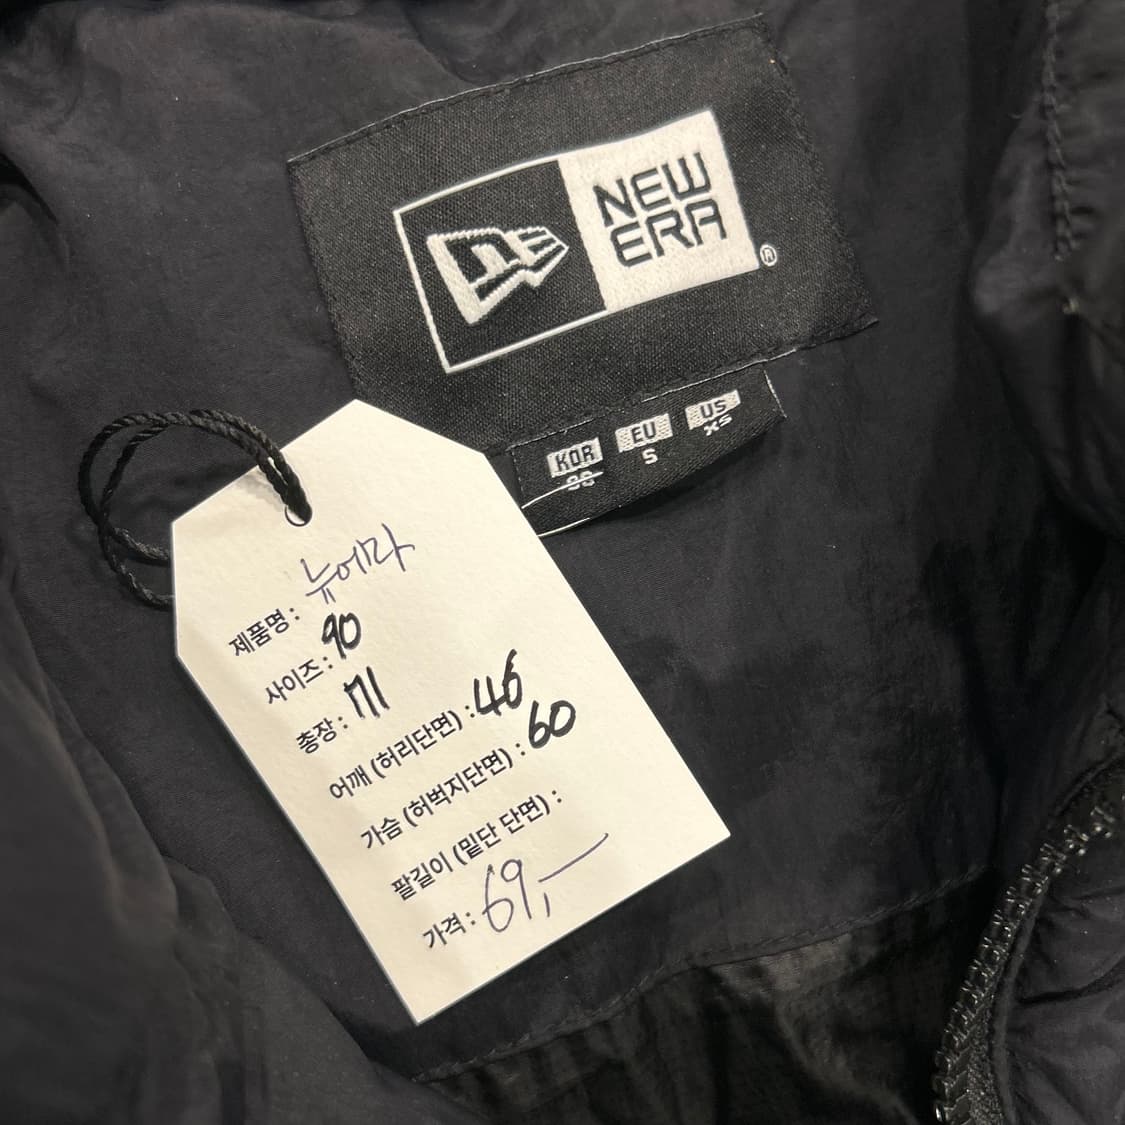 NEW
ERA
®
KOR EU US
S XS
제품명 : 뉴에라
사이즈 : 90
총장 : 71
어깨 (허리단면) : 46
가슴 (허벅지단면) : 60
팔길이 (밑단 단면) :
가격 : 69,—